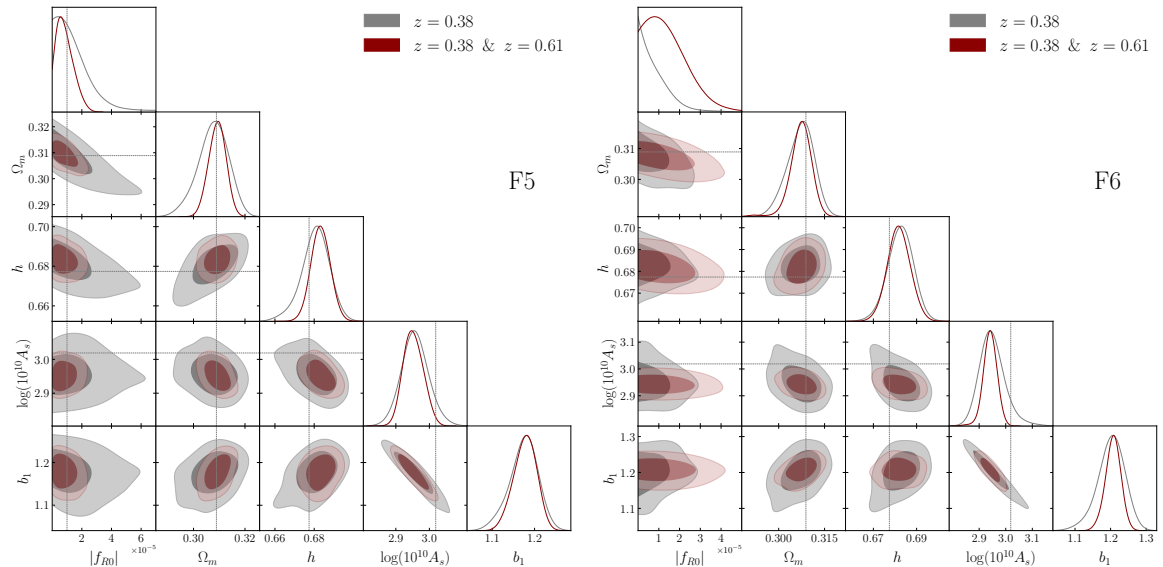 z = 0.38
z = 0.38 & z = 0.61
F5
Ω_m
0.32
0.31
0.30
0.29
h
0.70
0.68
0.66
log(10^{10}A_s)
3.0
2.9
b_1
1.2
1.1
2 4 6
×10^{-5}
|f_{R0}|
0.30 0.32
Ω_m
0.66 0.68
h
2.9 3.0
log(10^{10}A_s)
1.1 1.2
b_1
z = 0.38
z = 0.38 & z = 0.61
F6
Ω_m
0.31
0.30
h
0.70
0.69
0.68
0.67
log(10^{10}A_s)
3.1
3.0
2.9
b_1
1.3
1.2
1.1
1 2 3 4
×10^{-5}
|f_{R0}|
0.300 0.315
Ω_m
0.67 0.69
h
2.9 3.0 3.1
log(10^{10}A_s)
1.1 1.2 1.3
b_1